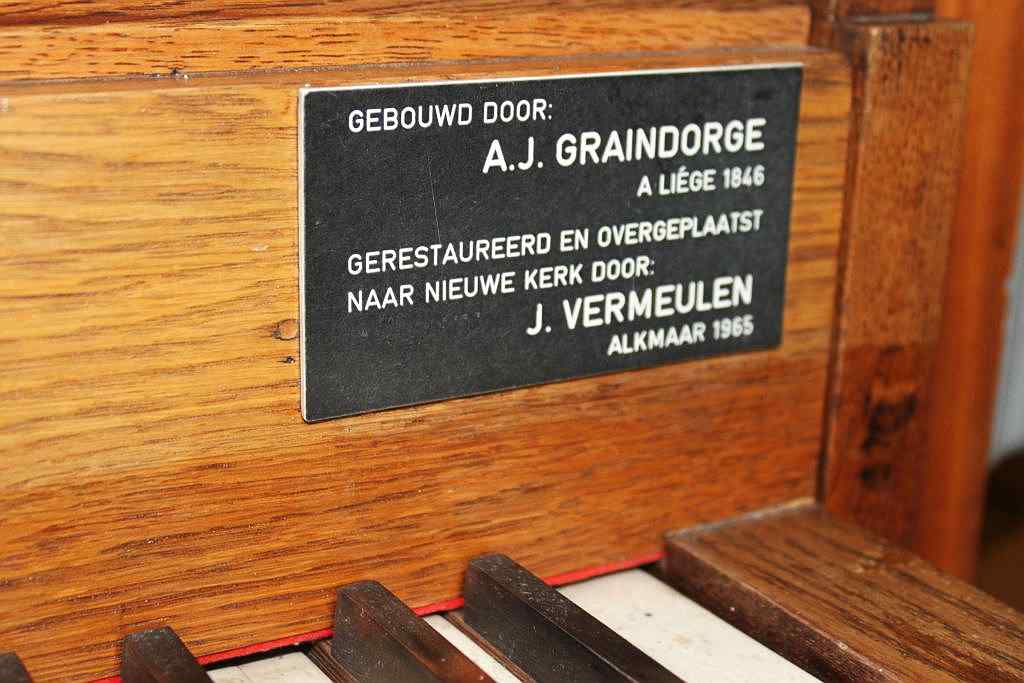 GEBOUWD DOOR:
A.J. GRAINDORGE
A LIÉGE 1846
GERESTAUREERD EN OVERGEPLAATST
NAAR NIEUWE KERK DOOR:
J. VERMEULEN
ALKMAAR 1965